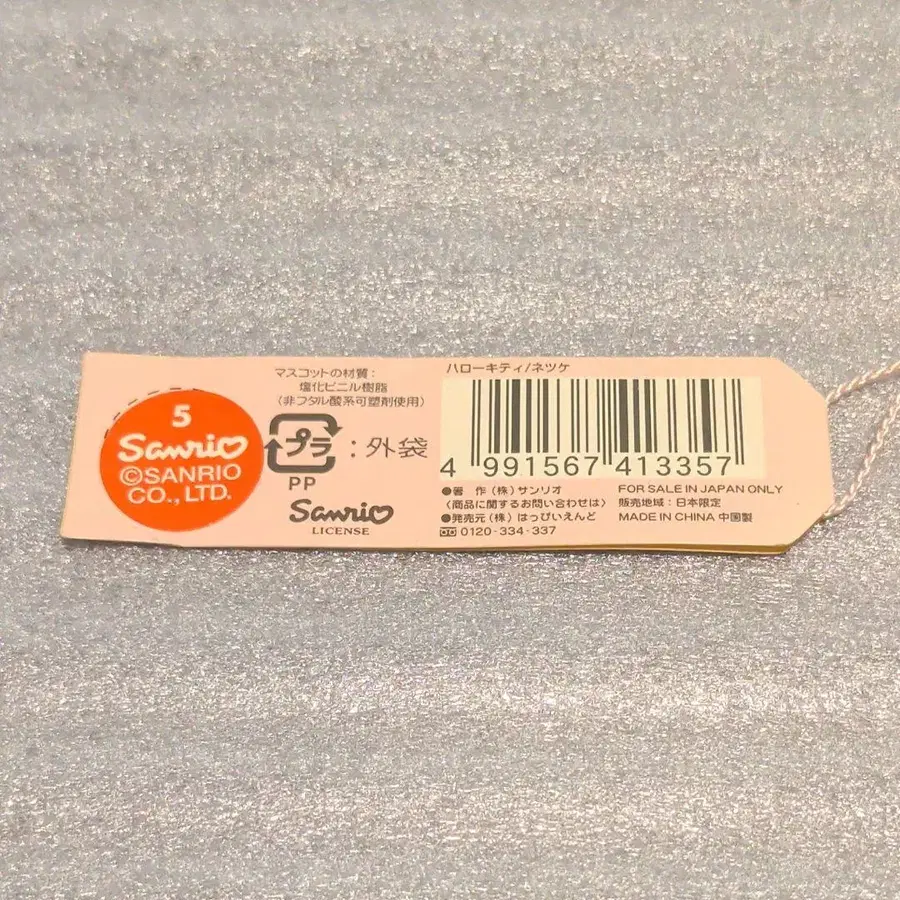 5
Sanrio
©SANRIO
CO., LTD.
マスコットの材質:
塩化ビニル樹脂
(非フタル酸系可塑剤使用)
プラ :外袋
PP
Sanrio
LICENSE
ハローキティ/ネツケ
4 991567 413357
●著 作(株)サンリオ
〈商品に関するお問い合わせは〉
●発売元(株)はっぴいえんど
0120-334-337
FOR SALE IN JAPAN ONLY
販売地域:日本限定
MADE IN CHINA 中国製